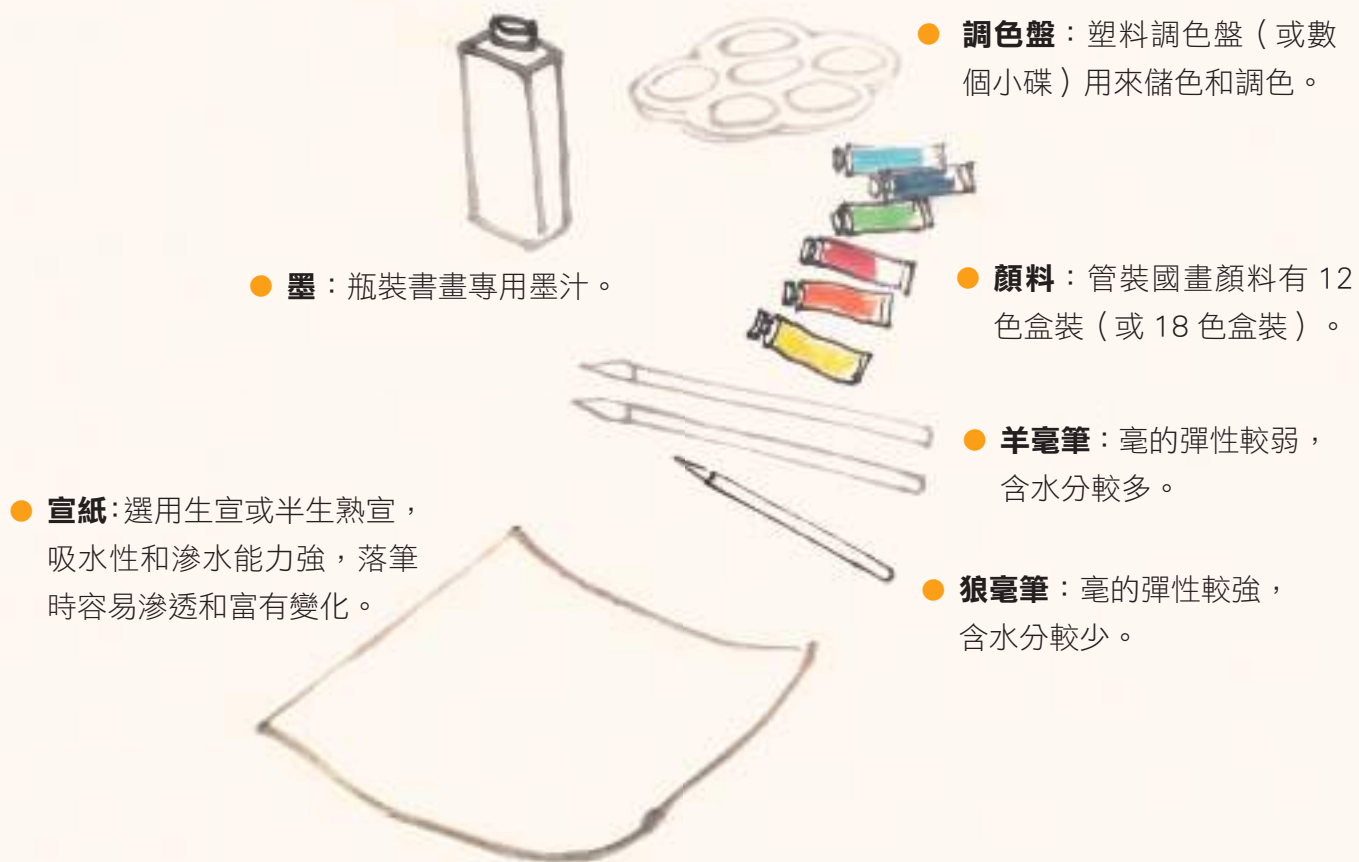 ● 調色盤：塑料調色盤（或數
個小碟）用來儲色和調色。
● 墨：瓶裝書畫專用墨汁。
● 顏料：管裝國畫顏料有 12
色盒裝（或 18 色盒裝）。
● 羊毫筆：毫的彈性較弱，
含水分較多。
● 宣紙：選用生宣或半生熟宣，
吸水性和滲水能力強，落筆
時容易滲透和富有變化。
● 狼毫筆：毫的彈性較強，
含水分較少。